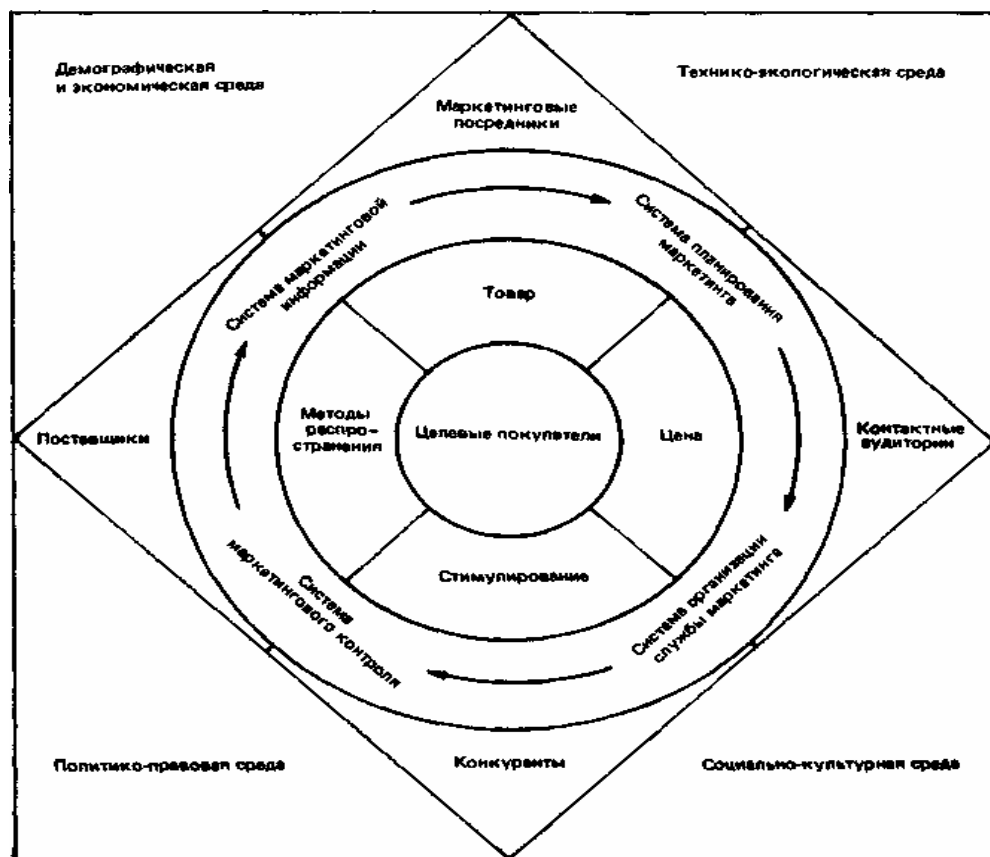 Демографическая
и экономическая среда
Технико-экологическая среда
Маркетинговые
посредники
Система маркетинговой
информации
Система планирования
маркетинга
Товар
Поставщики
Методы
распро-
странения
Целевые покупатели
Цена
Контактные
аудитории
Стимулирование
Система
маркетингового контроля
Система организации
службы маркетинга
Политико-правовая среда
Конкуренты
Социально-культурная среда